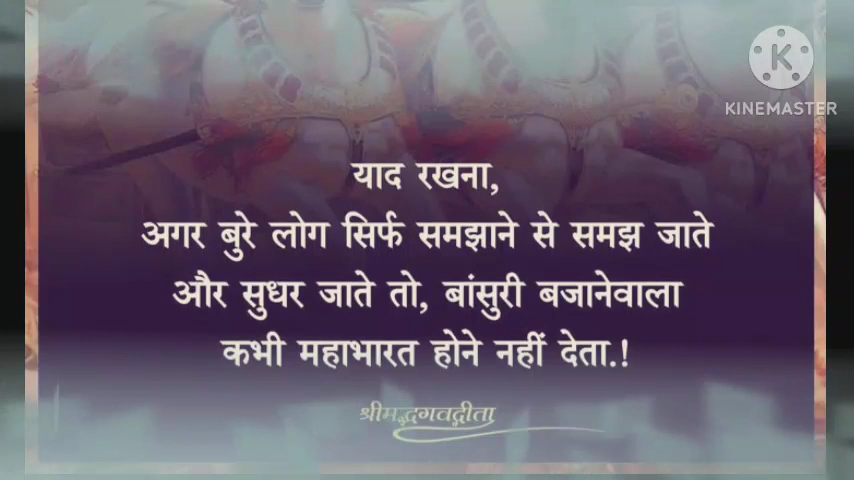 KINEMASTER
याद रखना,
अगर बुरे लोग सिर्फ समझाने से समझ जाते
और सुधर जाते तो, बांसुरी बजानेवाला
कभी महाभारत होने नहीं देता.!
श्रीमद्भगवद्गीता